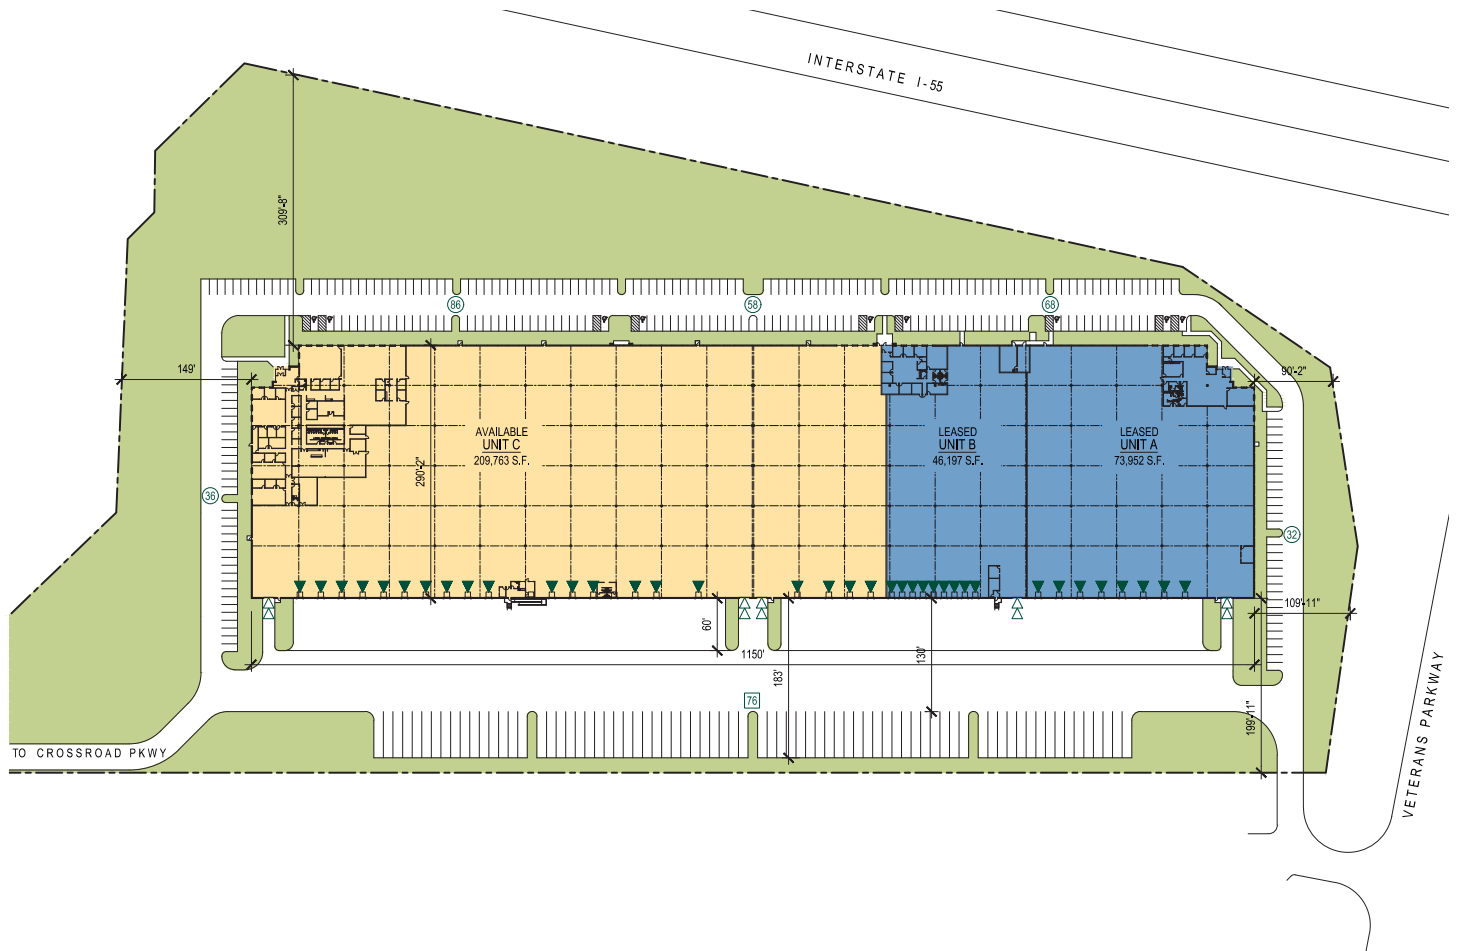 INTERSTATE I-55
309'-8"
86
58
68
149'
90'-2"
AVAILABLE
UNIT C
209,763 S.F.
LEASED
UNIT B
46,197 S.F.
LEASED
UNIT A
73,952 S.F.
290'-2"
36
32
109'-11"
60'
1150'
130'
183'
76
199'-11"
TO CROSSROAD PKWY
VETERANS PARKWAY